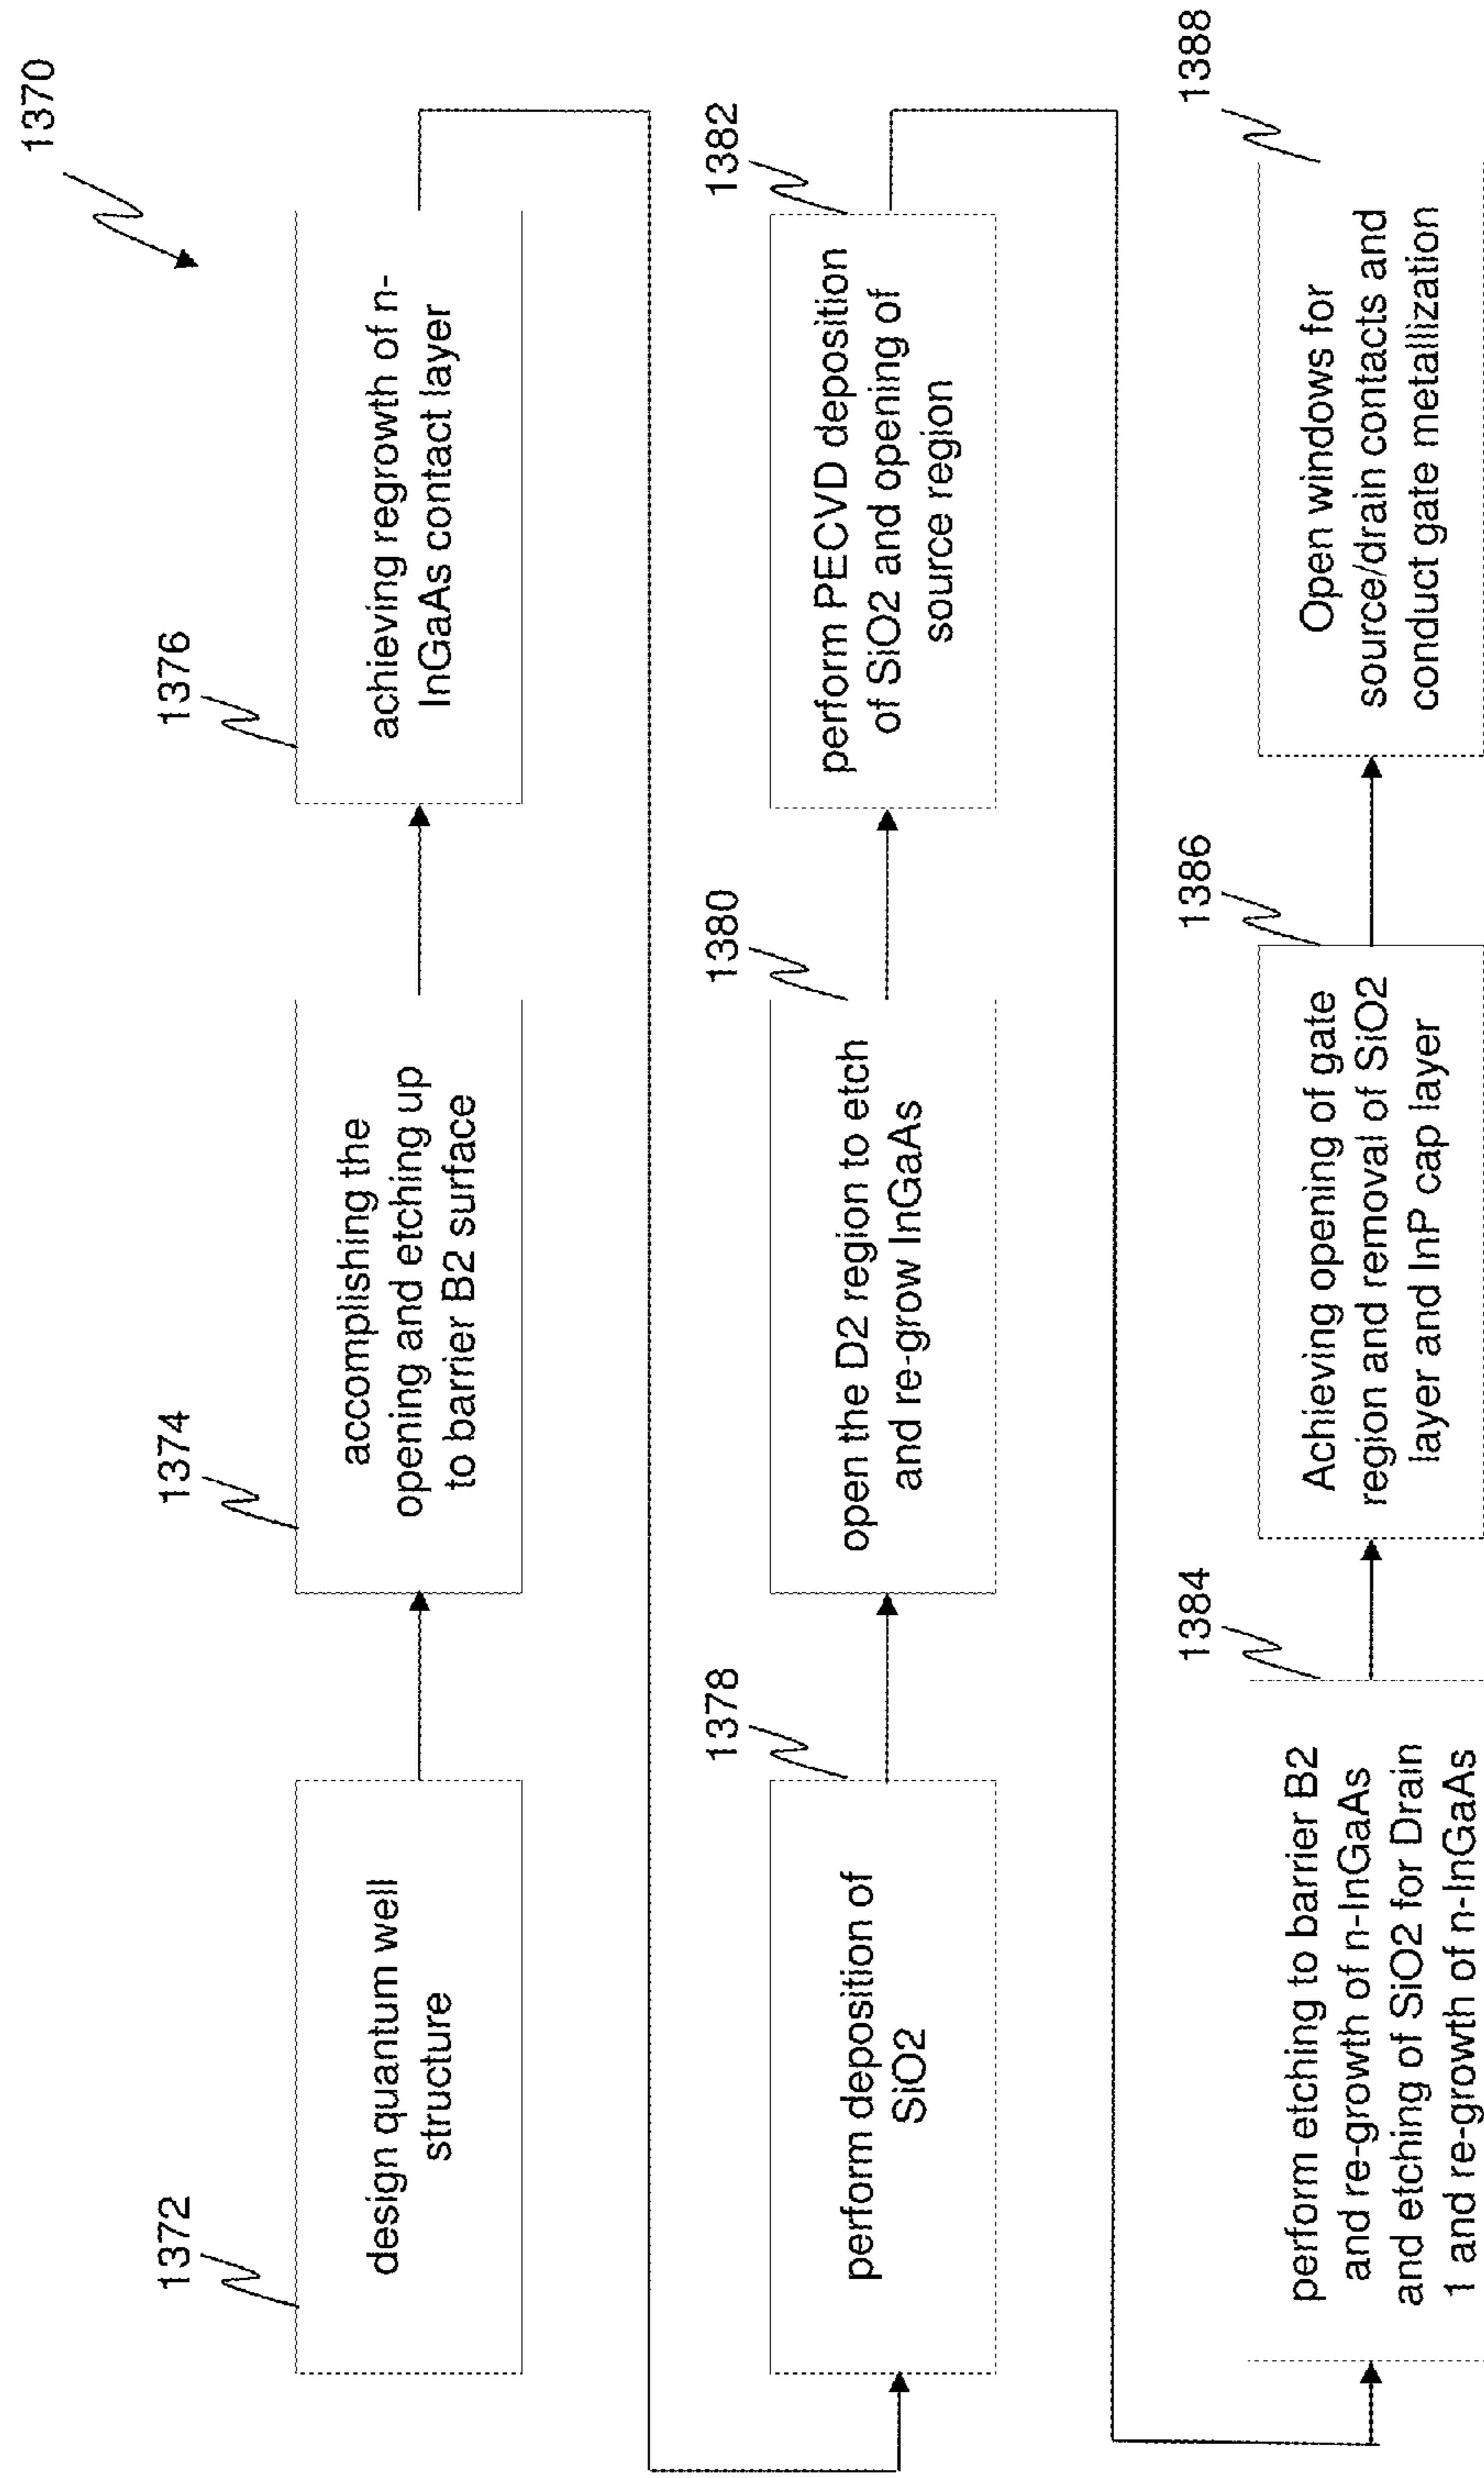 1370
1372
design quantum well
structure
1374
accomplishing the
opening and etching up
to barrier B2 surface
1376
achieving regrowth of n-
InGaAs contact layer
1378
perform deposition of
SiO2
1380
open the D2 region to etch
and re-grow InGaAs
1382
perform PECVD deposition
of SiO2 and opening of
source region
1384
perform etching to barrier B2
and re-growth of n-InGaAs
and etching of SiO2 for Drain
1 and re-growth of n-InGaAs
1386
Achieving opening of gate
region and removal of SiO2
layer and InP cap layer
1388
Open windows for
source/drain contacts and
conduct gate metallization